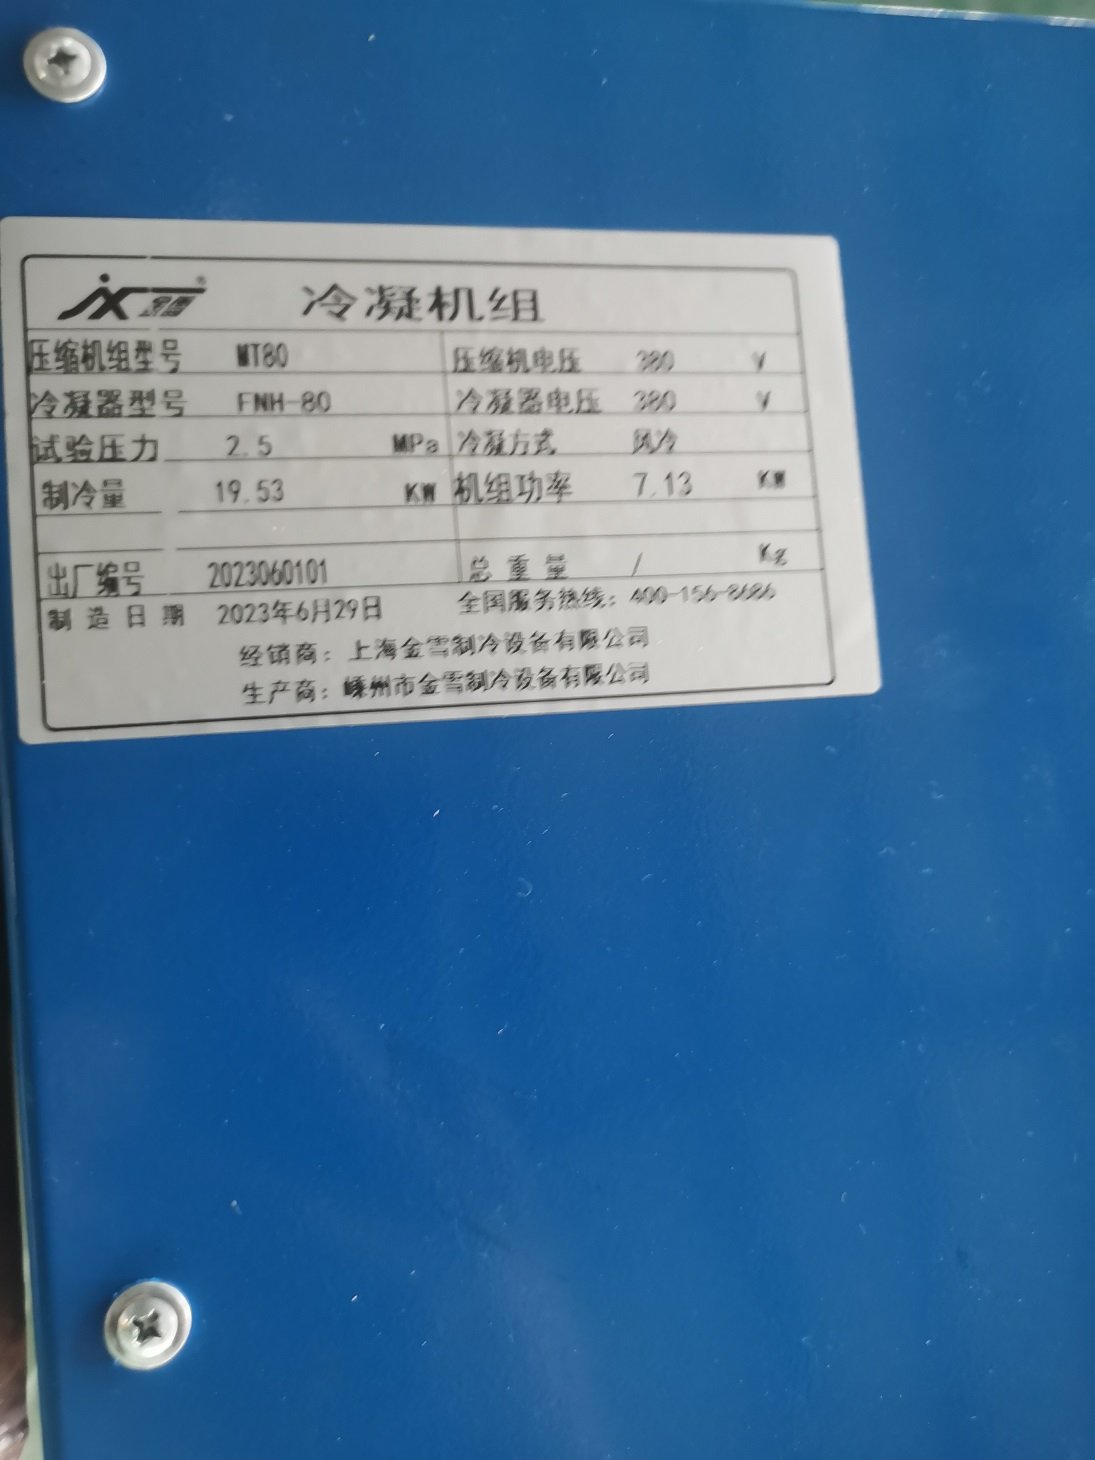 JX 金雪 ® 冷凝机组
压缩机组型号 MT80 压缩机电压 380 V
冷凝器型号 FNH-80 冷凝器电压 380 V
试验压力 2.5 MPa 冷凝方式 风冷
制冷量 19.53 KW 机组功率 7.13 KW
出厂编号 2023060101 总重量 / Kg
制造日期 2023年6月29日 全国服务热线：400-156-8686
经销商：上海金雪制冷设备有限公司
生产商：嵊州市金雪制冷设备有限公司